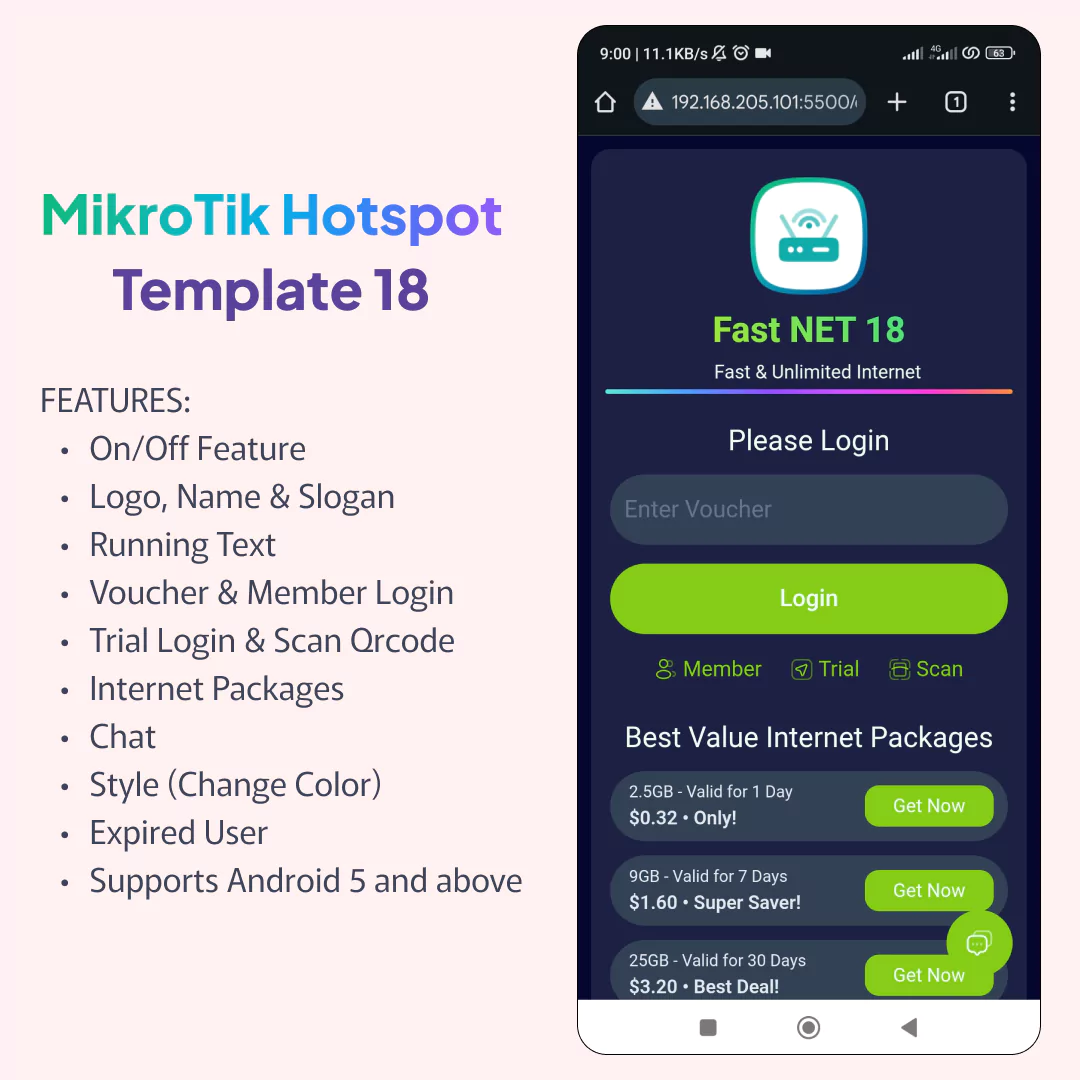 MikroTik Hotspot
Template 18
FEATURES:
• On/Off Feature
• Logo, Name & Slogan
• Running Text
• Voucher & Member Login
• Trial Login & Scan Qrcode
• Internet Packages
• Chat
• Style (Change Color)
• Expired User
• Supports Android 5 and above
9:00 | 11.1KB/s 4G 63
192.168.205.101:5500/ 1
Fast NET 18
Fast & Unlimited Internet
Please Login
Enter Voucher
Login
Member Trial Scan
Best Value Internet Packages
2.5GB - Valid for 1 Day
$0.32 • Only!
Get Now
9GB - Valid for 7 Days
$1.60 • Super Saver!
Get Now
25GB - Valid for 30 Days
$3.20 • Best Deal!
Get Now